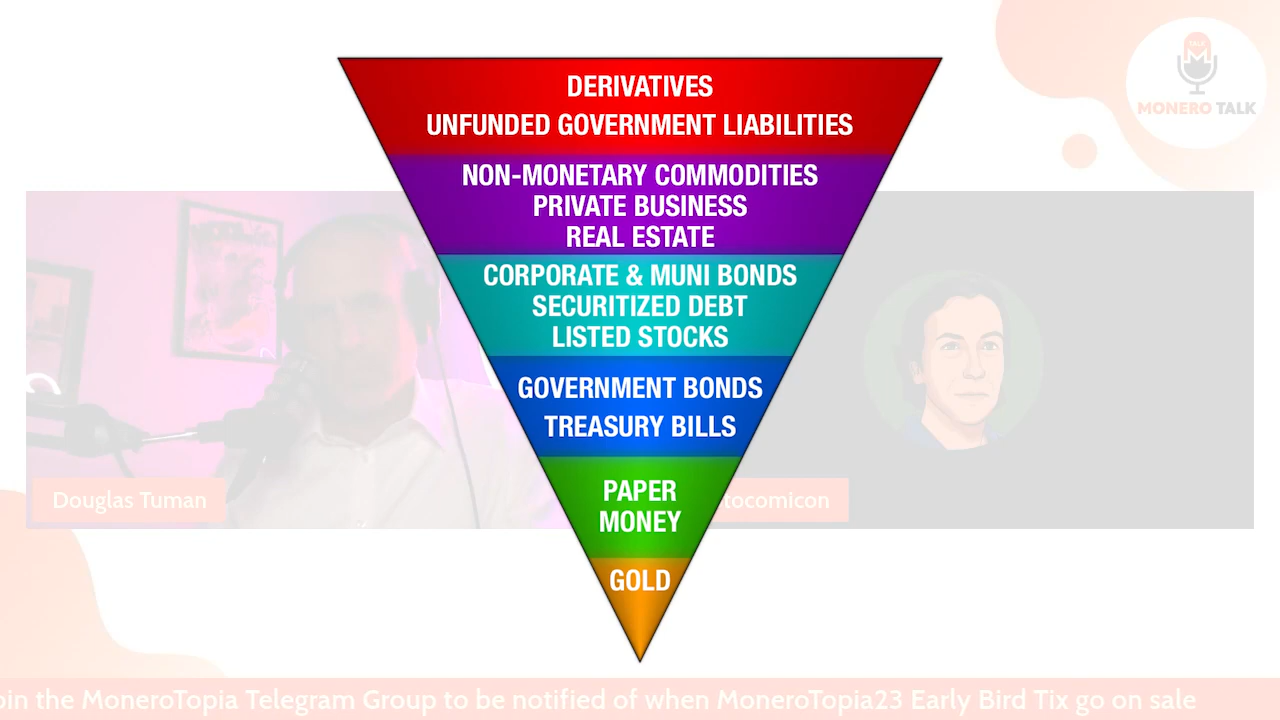 DERIVATIVES
UNFUNDED GOVERNMENT LIABILITIES
NON-MONETARY COMMODITIES
PRIVATE BUSINESS
REAL ESTATE
CORPORATE & MUNI BONDS
SECURITIZED DEBT
LISTED STOCKS
GOVERNMENT BONDS
TREASURY BILLS
PAPER
MONEY
GOLD
TALK
MONERO TALK
Douglas Tuman
tocomicon
oin the MoneroTopia Telegram Group to be notified of when MoneroTopia23 Early Bird Tix go on sale